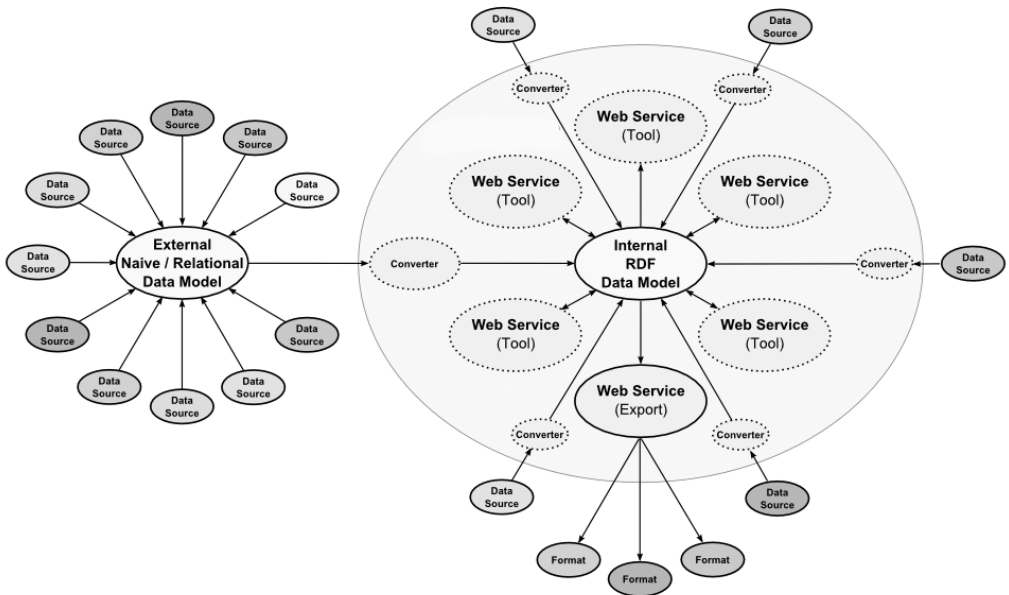 Data
Source
Data
Source
Converter
Converter
Data
Source
Data
Source
Data
Source
Web Service
(Tool)
Data
Source
Data
Source
Web Service
(Tool)
Web Service
(Tool)
Data
Source
External
Naive / Relational
Data Model
Converter
Internal
RDF
Data Model
Converter
Data
Source
Data
Source
Data
Source
Web Service
(Tool)
Web Service
(Tool)
Data
Source
Data
Source
Data
Source
Web Service
(Export)
Converter
Converter
Data
Source
Data
Source
Format
Format
Format